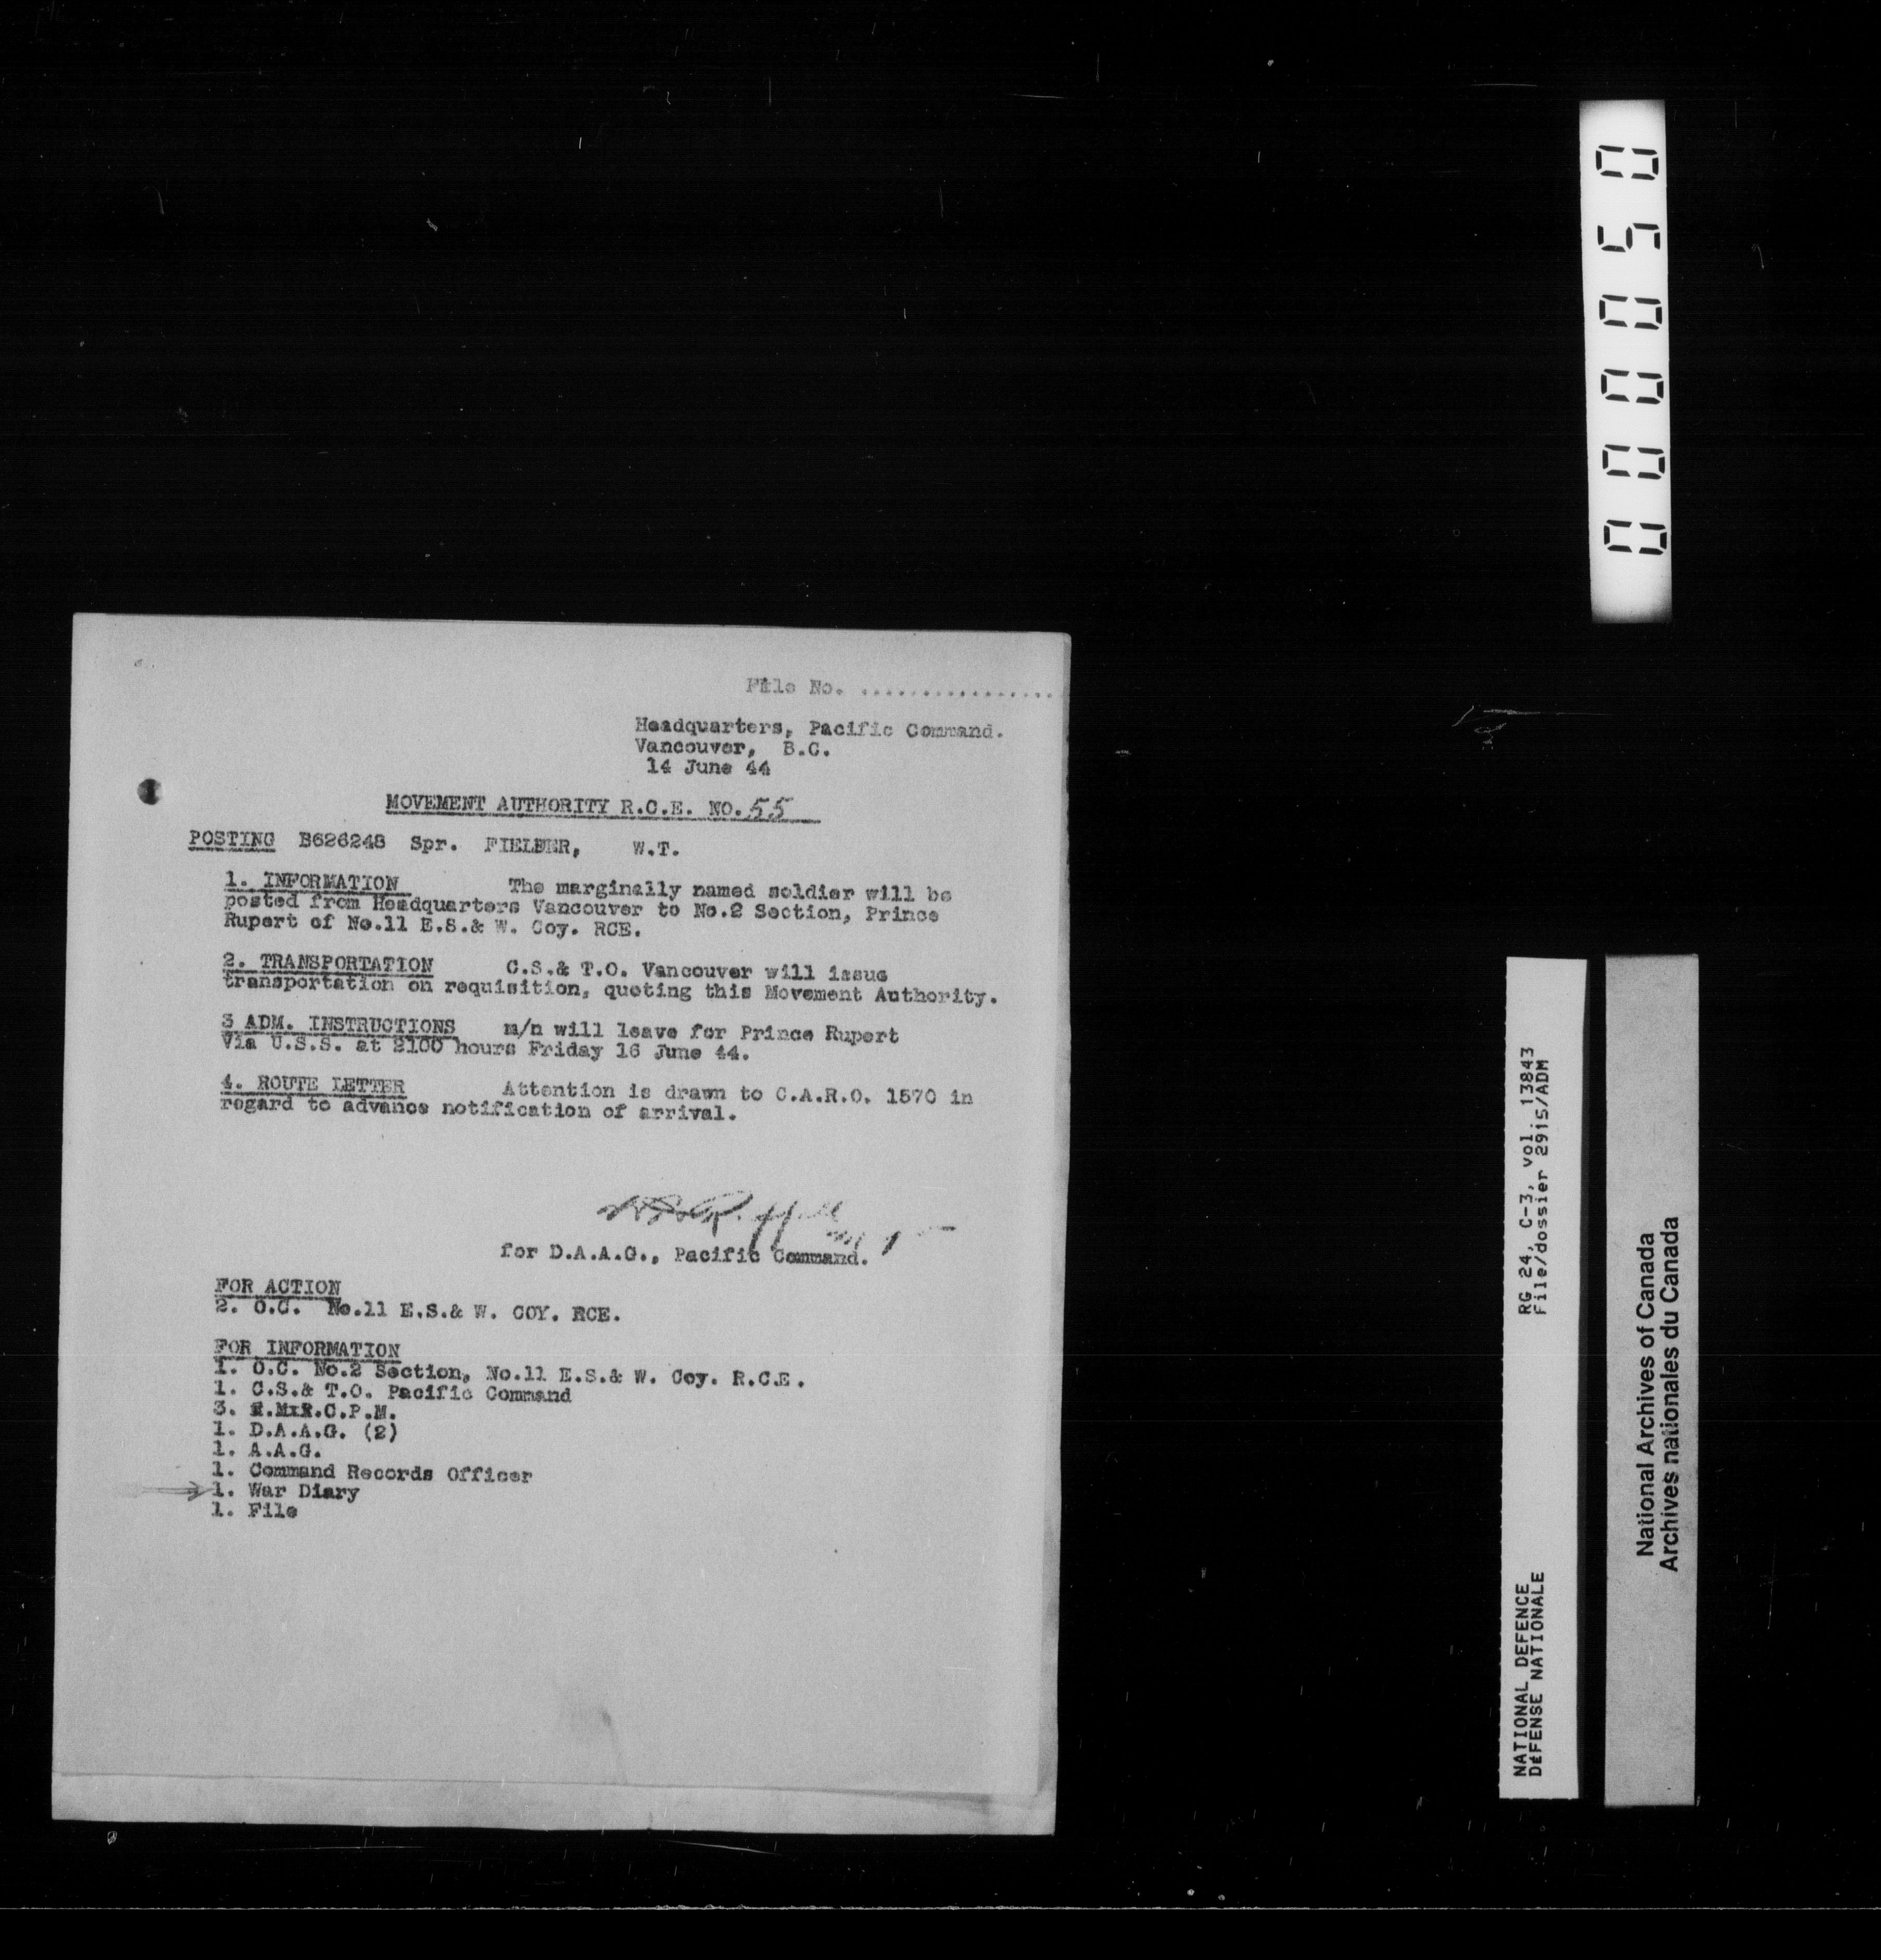 File No. ..................
Headquarters, Pacific Command.
Vancouver, B.C.
14 June 44
MOVEMENT AUTHORITY R.C.E. NO. 55
POSTING B626248 Spr. FIELDER, W.T.
1. INFORMATION The marginally named soldier will be
posted from Headquarters Vancouver to No.2 Section, Prince
Rupert of No.11 E.S.& W. Coy. RCE.
2. TRANSPORTATION C.S.& T.O. Vancouver will issue
transportation on requisition, quoting this Movement Authority.
3 ADM. INSTRUCTIONS m/n will leave for Prince Rupert
Via U.S.S. at 2100 hours Friday 16 June 44.
4. ROUTE LETTER Attention is drawn to C.A.R.O. 1570 in
regard to advance notification of arrival.
for D.A.A.G., Pacific Command.
FOR ACTION
2. O.C. No.11 E.S.& W. COY. RCE.
FOR INFORMATION
1. O.C. No.2 Section, No.11 E.S.& W. Coy. R.C.E.
1. C.S.& T.O. Pacific Command
3. C.P.M.
1. D.A.A.G. (2)
1. A.A.G.
1. Command Records Officer
1. War Diary
1. File
000050
RG 24, C-3, vol. 13843
File/dossier 2915/ADM
NATIONAL DEFENCE
DÉFENSE NATIONALE
National Archives of Canada
Archives nationales du Canada